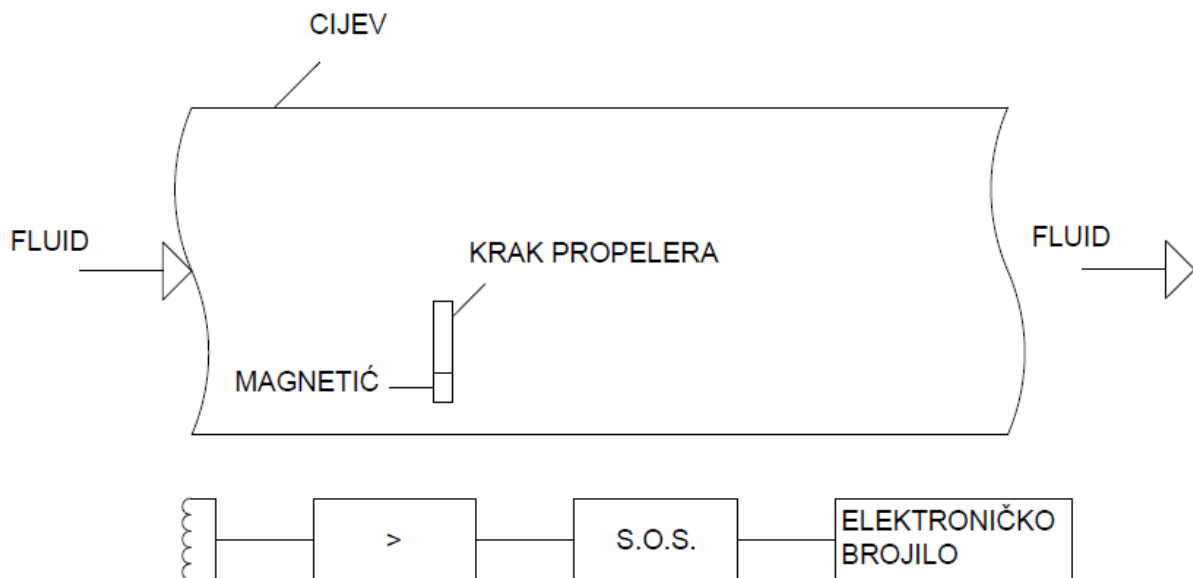 CIJEV
FLUID
KRAK PROPELERA
FLUID
MAGNETIĆ
>
S.O.S.
ELEKTRONIČKO
BROJILO